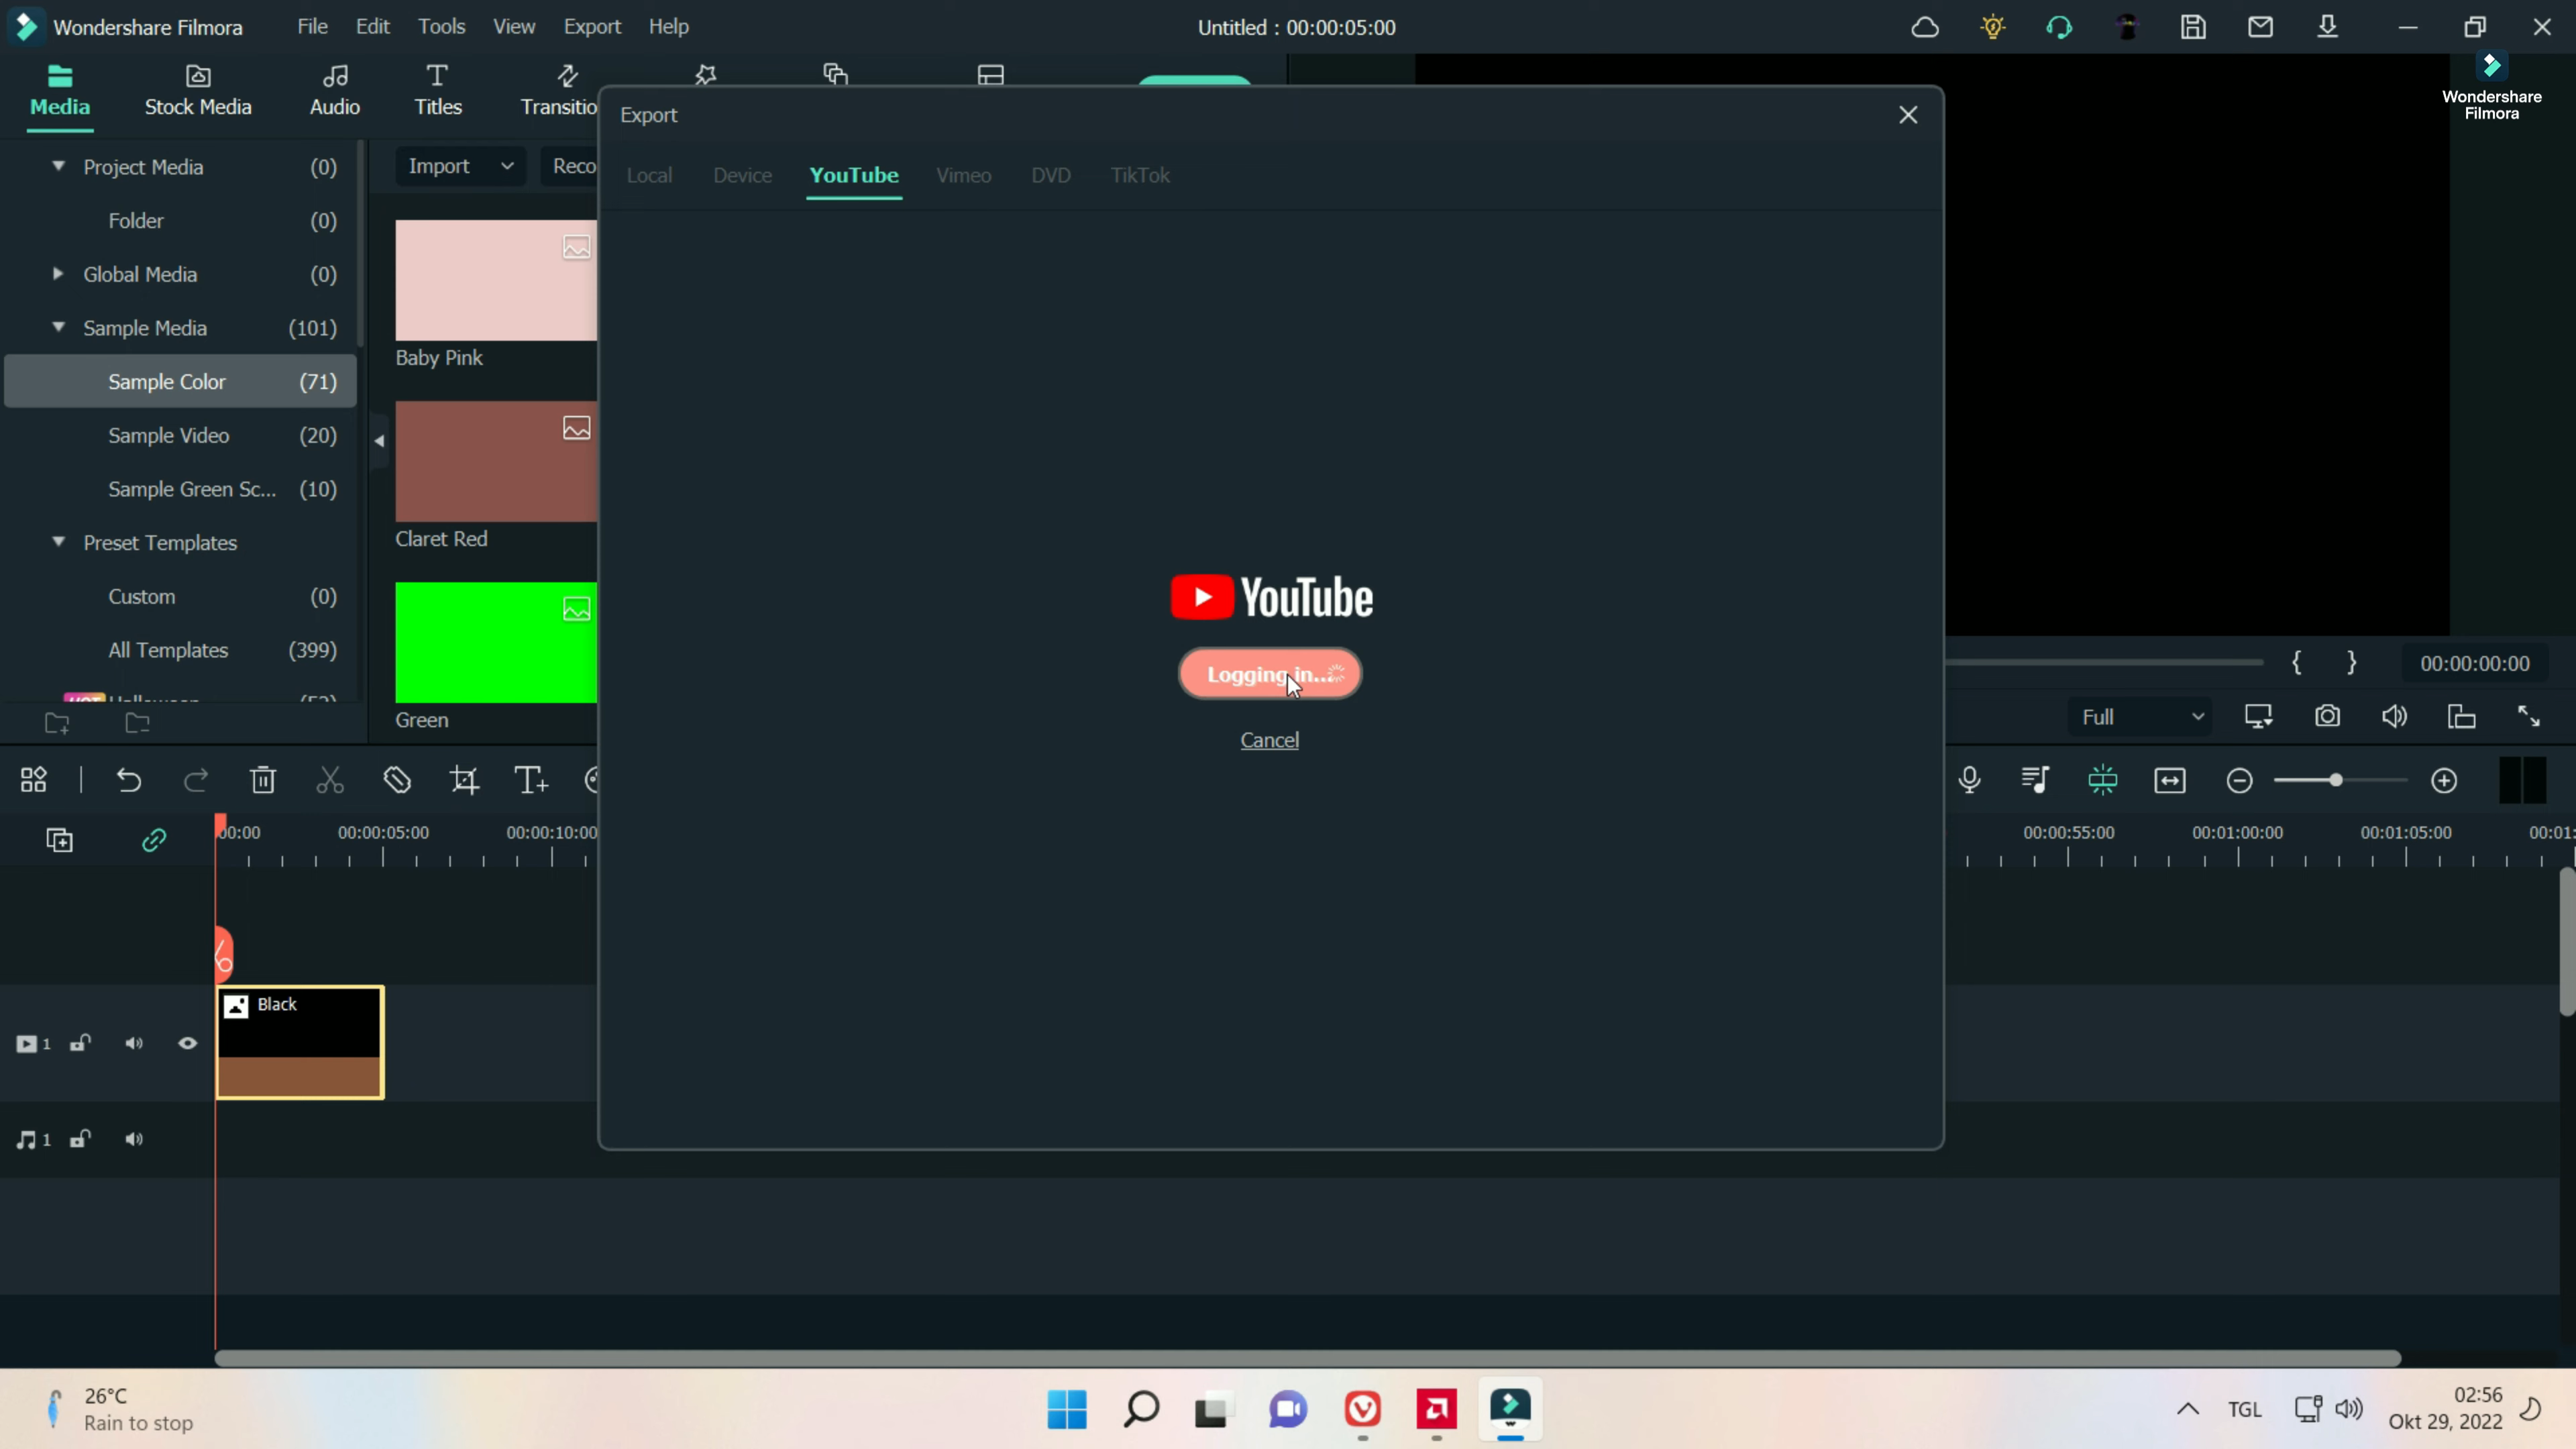 Wondershare Filmora File Edit Tools View Export Help Untitled : 00:00:05:00
Wondershare
Filmora
Media Stock Media Audio Titles Transitio
Export
Local Device YouTube Vimeo DVD TikTok
Project Media (0)
Folder (0)
Global Media (0)
Sample Media (101)
Sample Color (71)
Sample Video (20)
Sample Green Sc... (10)
Preset Templates
Custom (0)
All Templates (399)
Import Reco
Baby Pink
Claret Red
Green
YouTube
Logging in...
Cancel
00:00:00:00
Full
00:00 00:00:05:00 00:00:10:00 00:00:55:00 00:01:00:00 00:01:05:00 00:01:
Black
1
1
26°C
Rain to stop
TGL
02:56
Okt 29, 2022